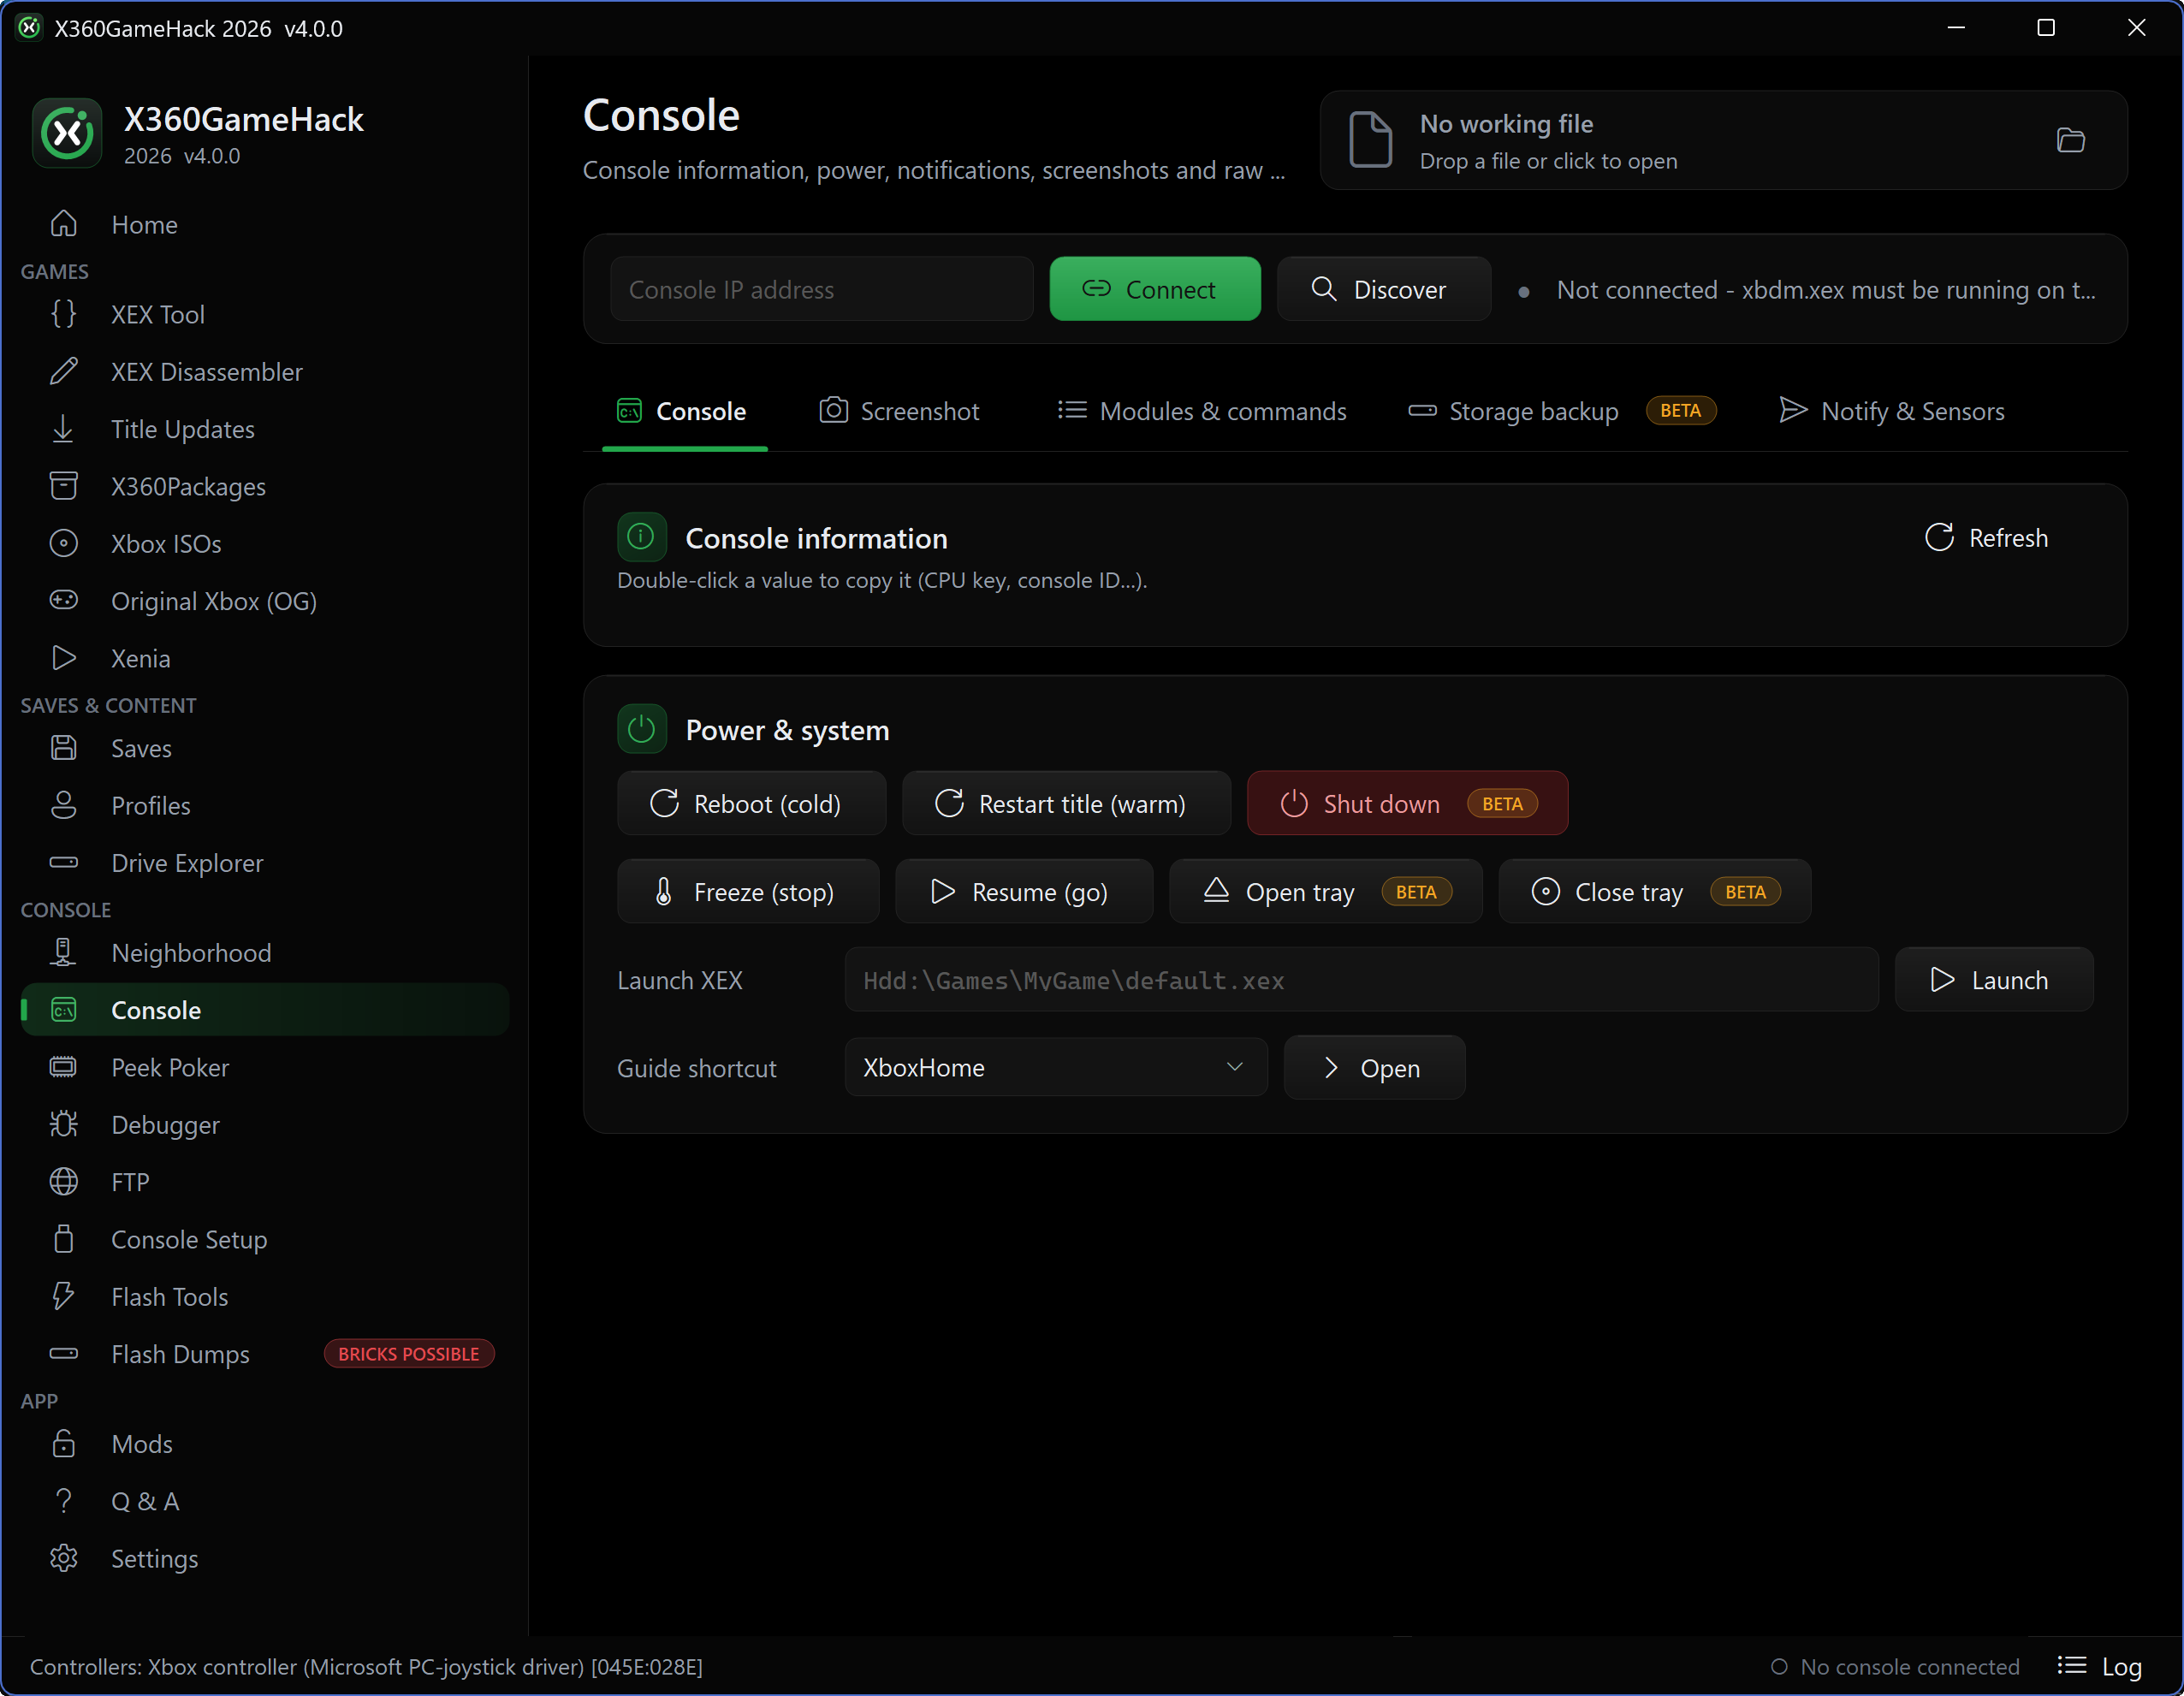 X360GameHack 2026 v4.0.0
X360GameHack
2026 v4.0.0
Home
GAMES
XEX Tool
XEX Disassembler
Title Updates
X360Packages
Xbox ISOs
Original Xbox (OG)
Xenia
SAVES & CONTENT
Saves
Profiles
Drive Explorer
CONSOLE
Neighborhood
Console
Peek Poker
Debugger
FTP
Console Setup
Flash Tools
Flash Dumps BRICKS POSSIBLE
APP
Mods
Q & A
Settings
Console
Console information, power, notifications, screenshots and raw ...
No working file
Drop a file or click to open
Console IP address Connect Discover Not connected - xbdm.xex must be running on t...
Console Screenshot Modules & commands Storage backup BETA Notify & Sensors
Console information Refresh
Double-click a value to copy it (CPU key, console ID...).
Power & system
Reboot (cold) Restart title (warm) Shut down BETA
Freeze (stop) Resume (go) Open tray BETA Close tray BETA
Launch XEX Hdd:\Games\MyGame\default.xex Launch
Guide shortcut XboxHome Open
Controllers: Xbox controller (Microsoft PC-joystick driver) [045E:028E] No console connected Log